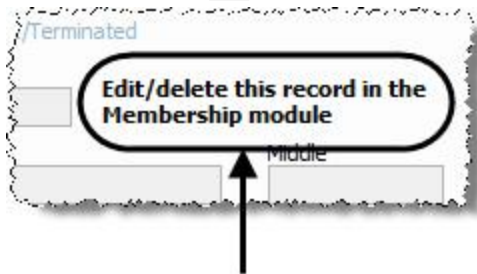 /Terminated
Edit/delete this record in the
Membership module
Middle